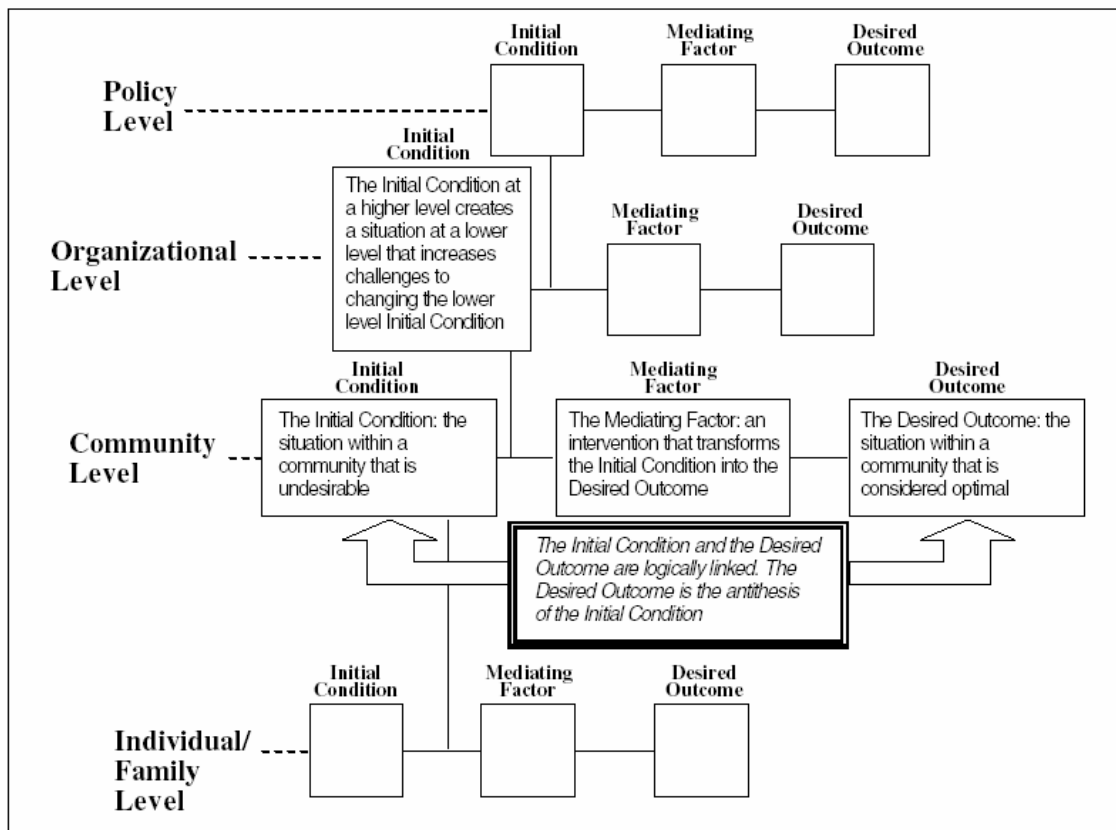 Initial
Condition
Mediating
Factor
Desired
Outcome
Policy
Level
Initial
Condition
The Initial Condition at
a higher level creates
a situation at a lower
level that increases
challenges to
changing the lower
level Initial Condition
Mediating
Factor
Desired
Outcome
Organizational
Level
Initial
Condition
Mediating
Factor
Desired
Outcome
Community
Level
The Initial Condition: the
situation within a
community that is
undesirable
The Mediating Factor: an
intervention that transforms
the Initial Condition into the
Desired Outcome
The Desired Outcome: the
situation within a
community that is
considered optimal
The Initial Condition and the Desired
Outcome are logically linked. The
Desired Outcome is the antithesis
of the Initial Condition
Initial
Condition
Mediating
Factor
Desired
Outcome
Individual/
Family
Level